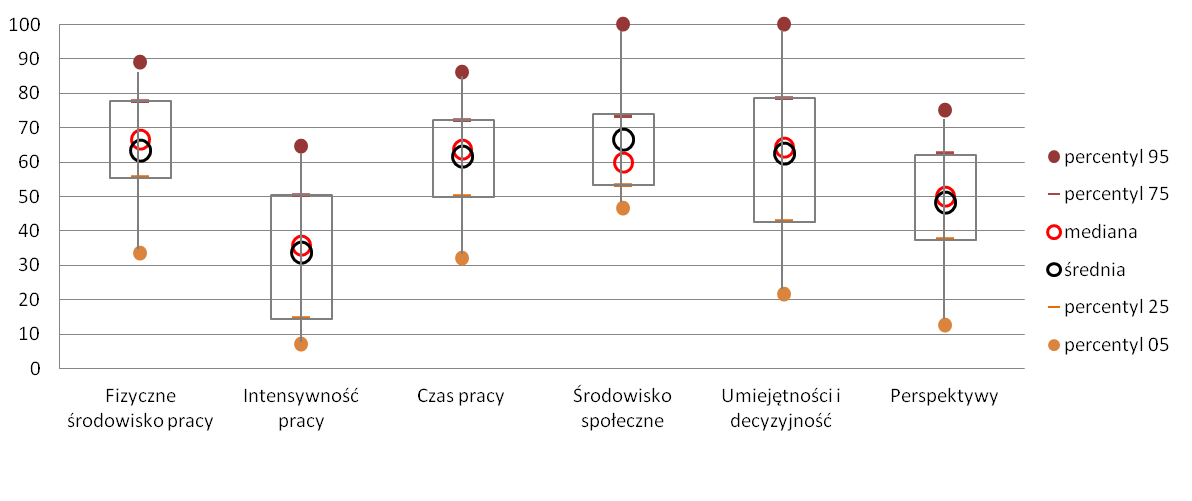 100
90
80
70
60
50
40
30
20
10
0
Fizyczne
środowisko pracy
Intensywność
pracy
Czas pracy
Środowisko
społeczne
Umiejętności i
decyzyjność
Perspektywy
percentyl 95
percentyl 75
mediana
średnia
percentyl 25
percentyl 05